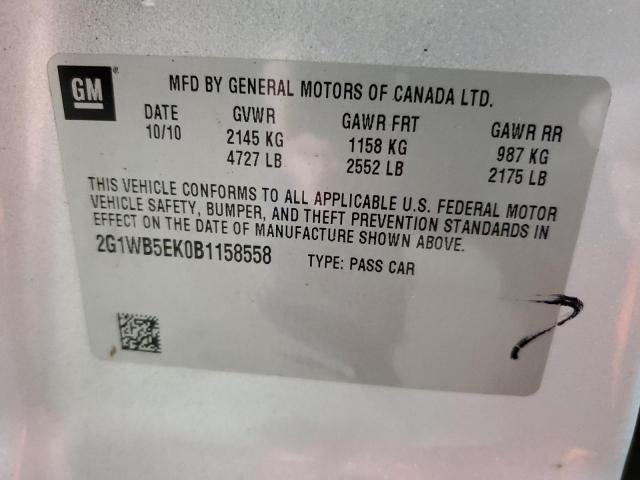 GM ®
MFD BY GENERAL MOTORS OF CANADA LTD.
DATE GVWR GAWR FRT GAWR RR
10/10 2145 KG 1158 KG 987 KG
4727 LB 2552 LB 2175 LB
THIS VEHICLE CONFORMS TO ALL APPLICABLE U.S. FEDERAL MOTOR
VEHICLE SAFETY, BUMPER, AND THEFT PREVENTION STANDARDS IN
EFFECT ON THE DATE OF MANUFACTURE SHOWN ABOVE.
2G1WB5EK0B1158558 TYPE: PASS CAR
7